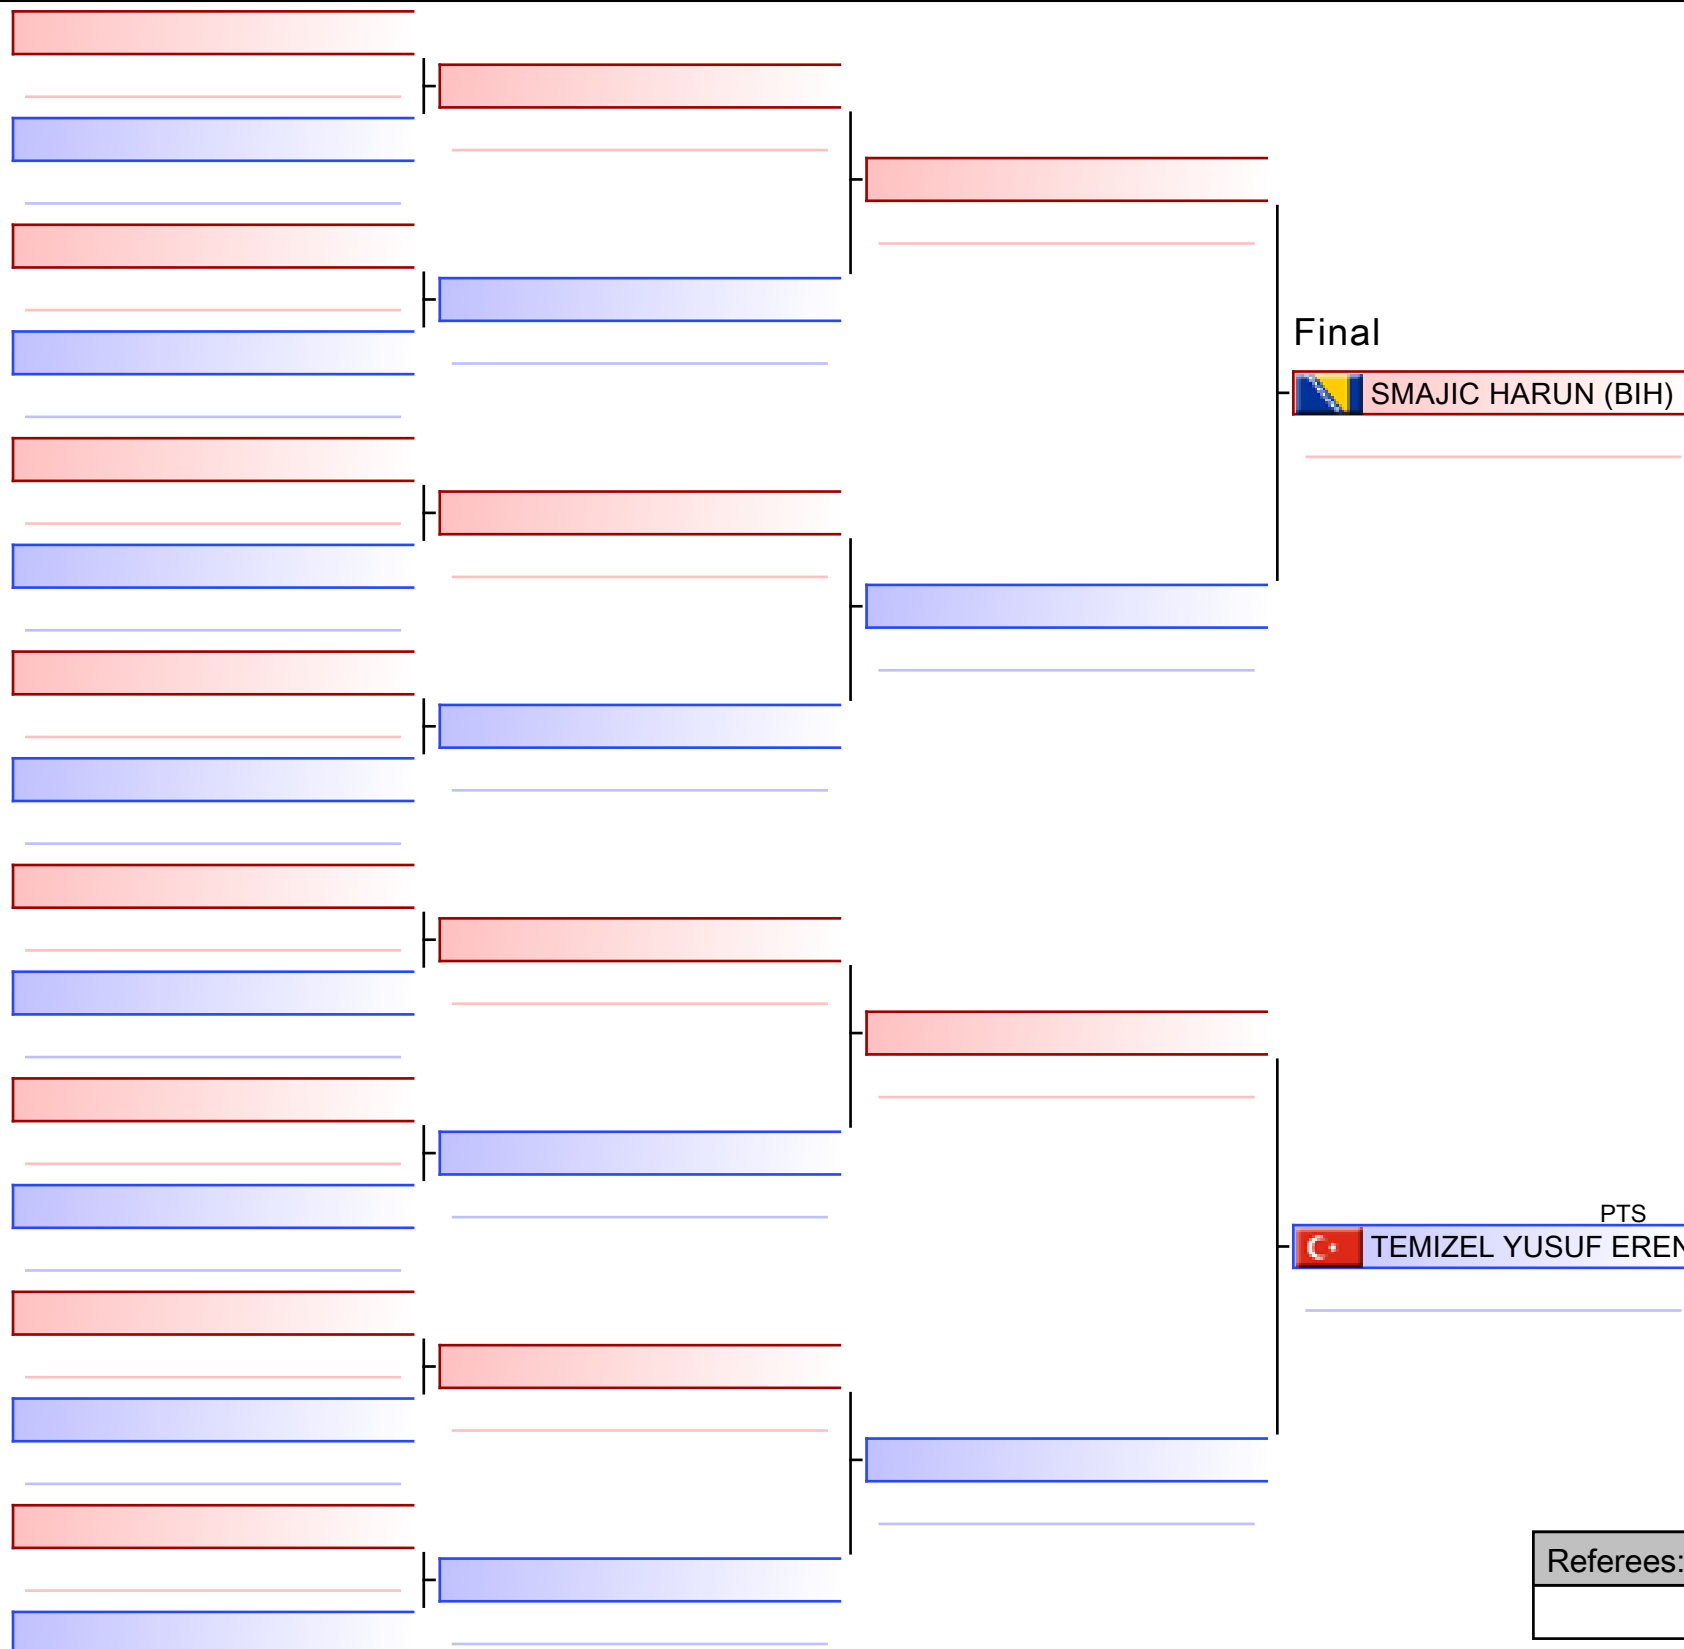 Final
SMAJIC HARUN (BIH)
PTS
TEMIZEL YUSUF EREN
Referees: